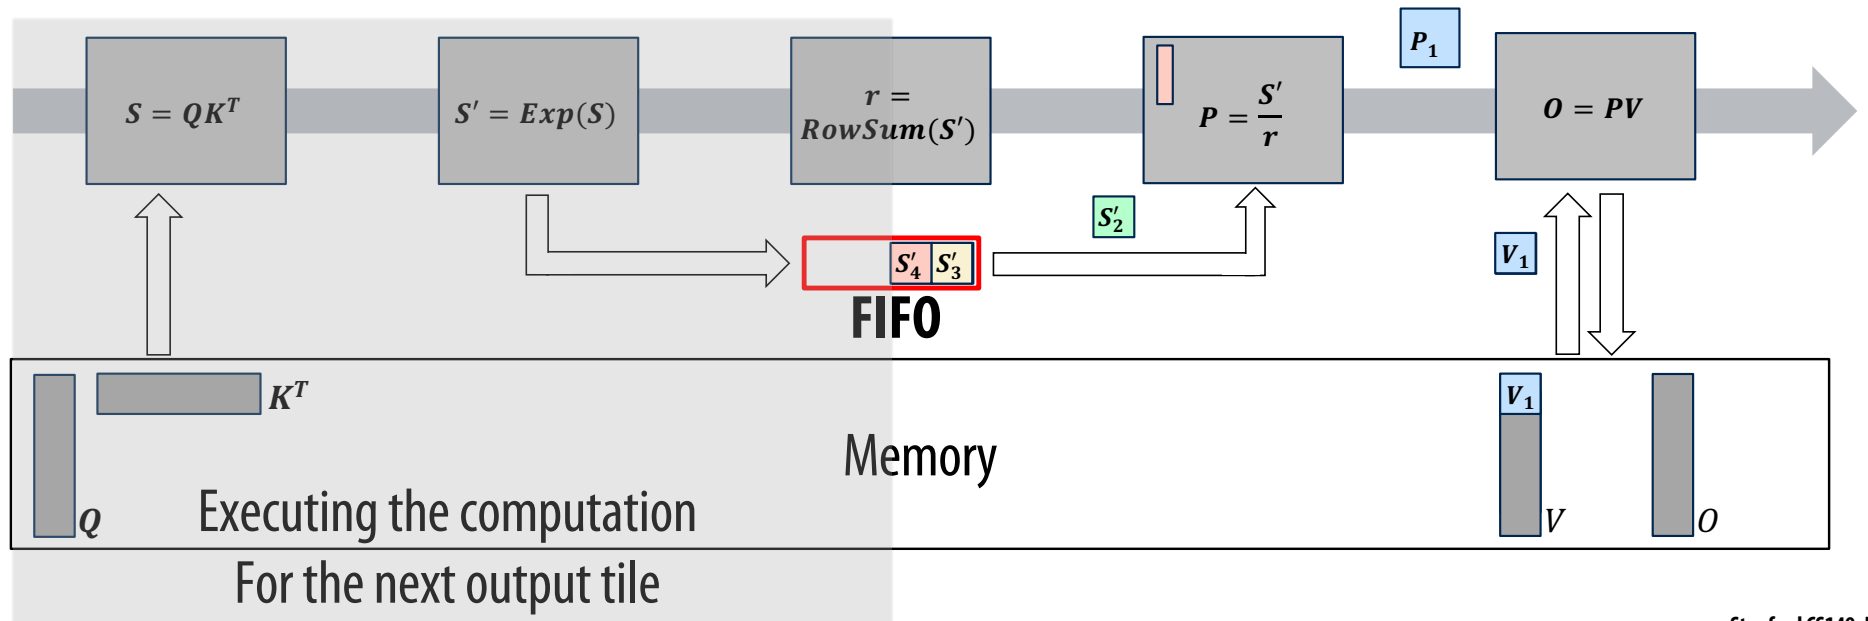 S = QKᵀ
S′ = Exp(S)
r =
RowSum(S′)
P = S′/r
P₁
O = PV
S′₂
S′₄ S′₃
V₁
FIFO
Kᵀ
V₁
Memory
Q
Executing the computation
V
O
For the next output tile